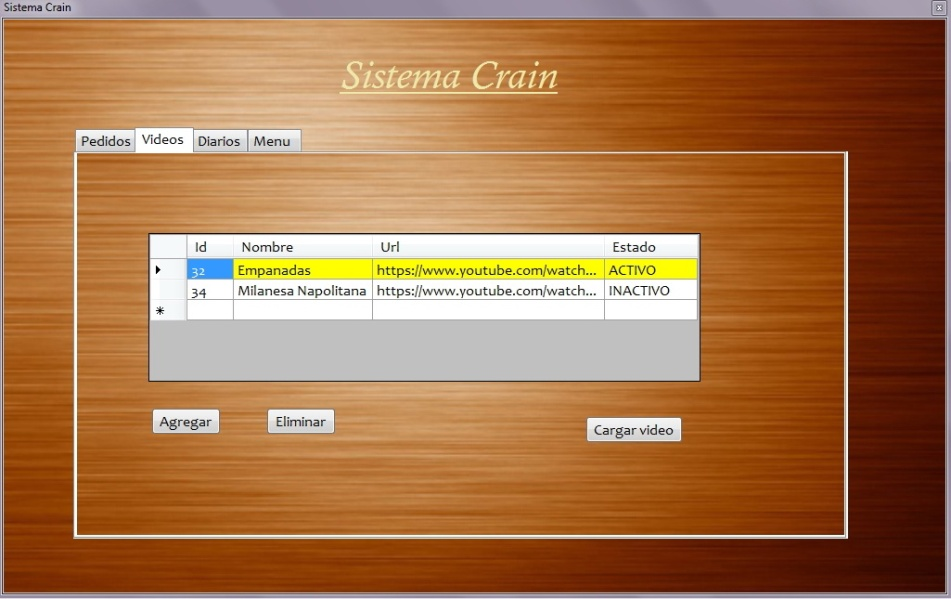 Sistema Crain
x
Sistema Crain
Pedidos Videos Diarios Menu
Id Nombre Url Estado
32 Empanadas https://www.youtube.com/watch... ACTIVO
34 Milanesa Napolitana https://www.youtube.com/watch... INACTIVO
*
Agregar Eliminar
Cargar video